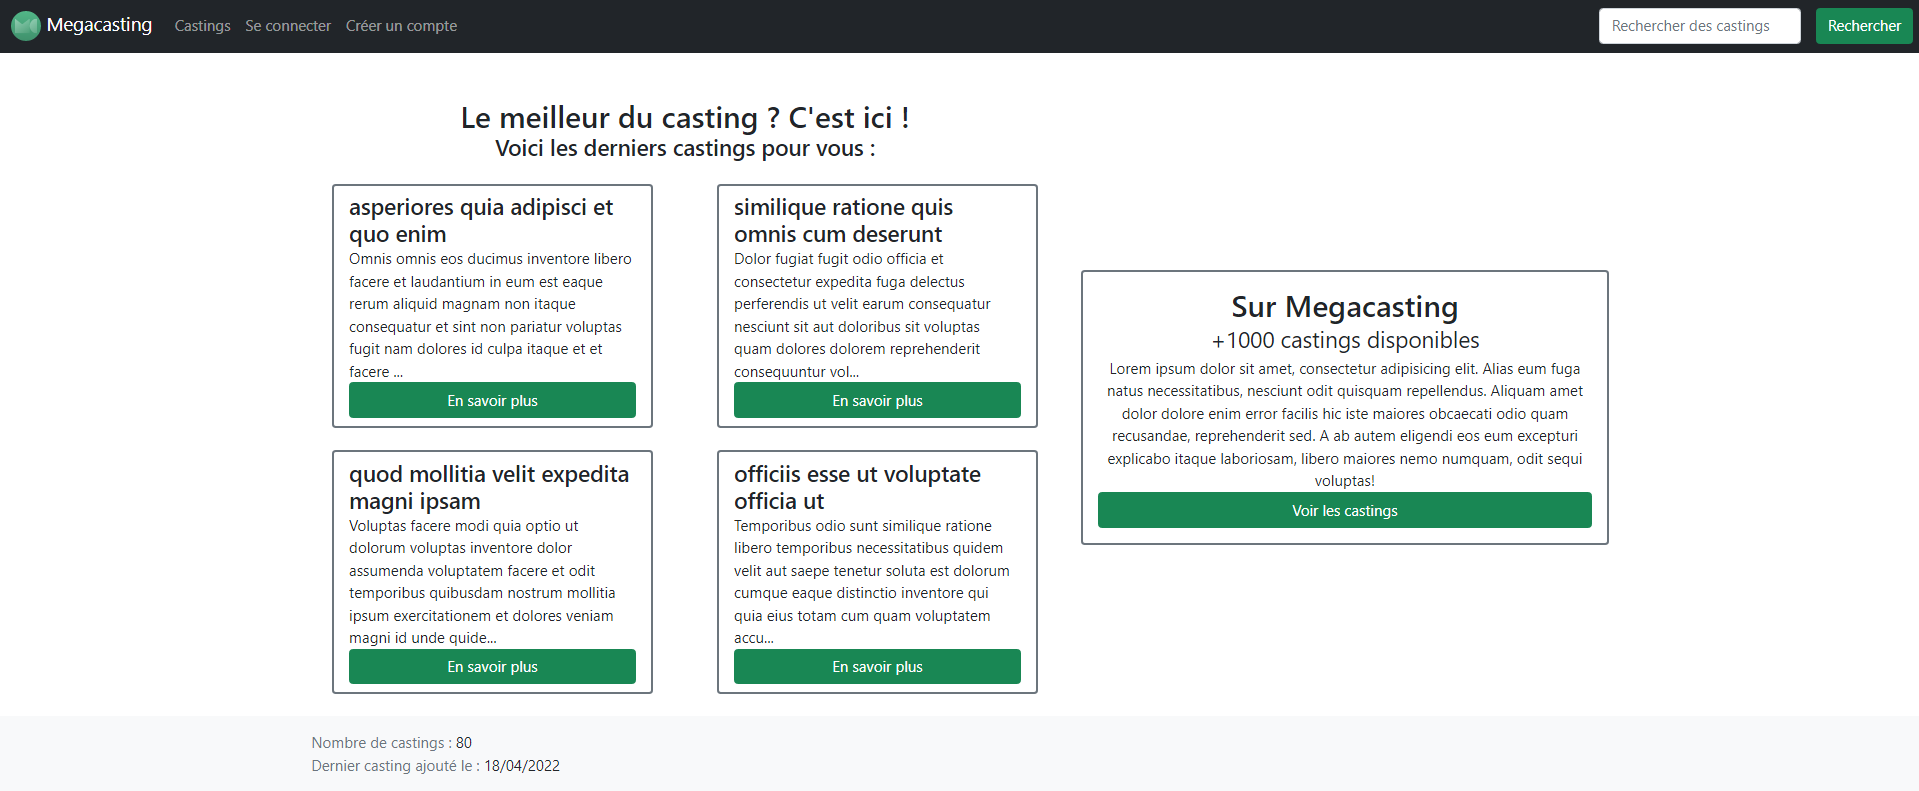 Megacasting Castings Se connecter Créer un compte Rechercher des castings Rechercher
Le meilleur du casting ? C'est ici !
Voici les derniers castings pour vous :
asperiores quia adipisci et
quo enim
Omnis omnis eos ducimus inventore libero
facere et laudantium in eum est eaque
rerum aliquid magnam non itaque
consequatur et sint non pariatur voluptas
fugit nam dolores id culpa itaque et et
facere ...
En savoir plus
similique ratione quis
omnis cum deserunt
Dolor fugiat fugit odio officia et
consectetur expedita fuga delectus
perferendis ut velit earum consequatur
nesciunt sit aut doloribus sit voluptas
quam dolores dolorem reprehenderit
consequuntur vol...
En savoir plus
quod mollitia velit expedita
magni ipsam
Voluptas facere modi quia optio ut
dolorum voluptas inventore dolor
assumenda voluptatem facere et odit
temporibus quibusdam nostrum mollitia
ipsum exercitationem et dolores veniam
magni id unde quide...
En savoir plus
officiis esse ut voluptate
officia ut
Temporibus odio sunt similique ratione
libero temporibus necessitatibus quidem
velit aut saepe tenetur soluta est dolorum
cumque eaque distinctio inventore qui
quia eius totam cum quam voluptatem
accu...
En savoir plus
Sur Megacasting
+1000 castings disponibles
Lorem ipsum dolor sit amet, consectetur adipisicing elit. Alias eum fuga
natus necessitatibus, nesciunt odit quisquam repellendus. Aliquam amet
dolor dolore enim error facilis hic iste maiores obcaecati odio quam
recusandae, reprehenderit sed. A ab autem eligendi eos eum excepturi
explicabo itaque laboriosam, libero maiores nemo numquam, odit sequi
voluptas!
Voir les castings
Nombre de castings : 80
Dernier casting ajouté le : 18/04/2022